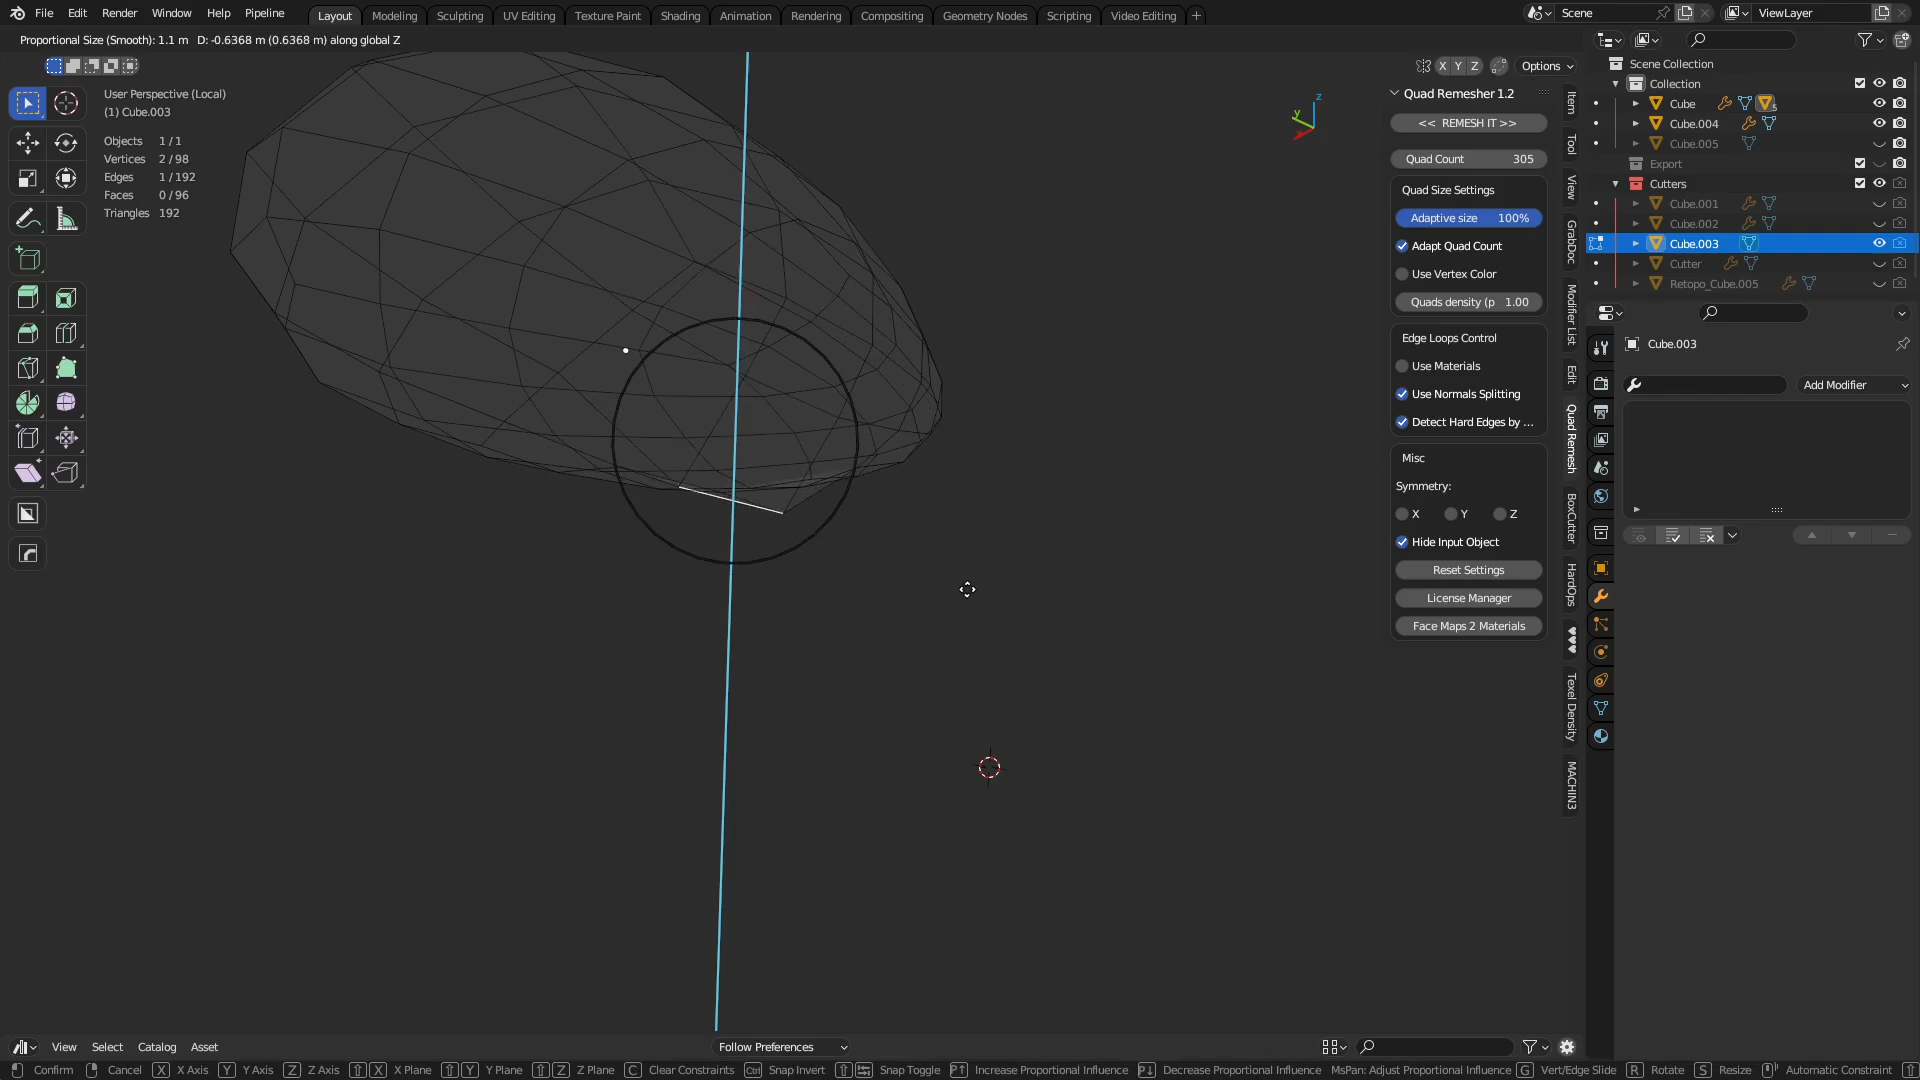 File Edit Render Window Help Pipeline Layout Modeling Sculpting UV Editing Texture Paint Shading Animation Rendering Compositing Geometry Nodes Scripting Video Editing + Scene ViewLayer
Proportional Size (Smooth): 1.1 m D: -0.6368 m (0.6368 m) along global Z
X Y Z Options
User Perspective (Local)
(1) Cube.003
Objects 1 / 1
Vertices 2 / 98
Edges 1 / 192
Faces 0 / 96
Triangles 192
z
y
Quad Remesher 1.2
<< REMESH IT >>
Quad Count 305
Quad Size Settings
Adaptive size 100%
Adapt Quad Count
Use Vertex Color
Quads density (p 1.00
Edge Loops Control
Use Materials
Use Normals Splitting
Detect Hard Edges by ...
Misc
Symmetry:
X Y Z
Hide Input Object
Reset Settings
License Manager
Face Maps 2 Materials
Item
Tool
View
GrabDoc
Modifier List
Edit
Quad Remesh
BoxCutter
HardOps
Texel Density
MACHIN3
Scene Collection
Collection
Cube 5
Cube.004
Cube.005
Export
Cutters
Cube.001
Cube.002
Cube.003
Cutter
Retopo_Cube.005
Cube.003
Add Modifier
View Select Catalog Asset Follow Preferences
Confirm Cancel X X Axis Y Y Axis Z Z Axis X X Plane Y Y Plane Z Z Plane C Clear Constraints Ctrl Snap Invert Snap Toggle P↑ Increase Proportional Influence P↓ Decrease Proportional Influence MsPan: Adjust Proportional Influence G Vert/Edge Slide R Rotate S Resize Automatic Constraint